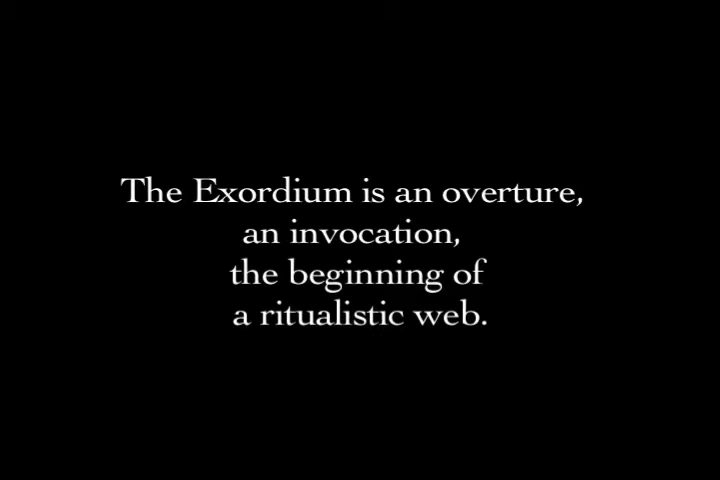 The Exordium is an overture,
an invocation,
the beginning of
a ritualistic web.